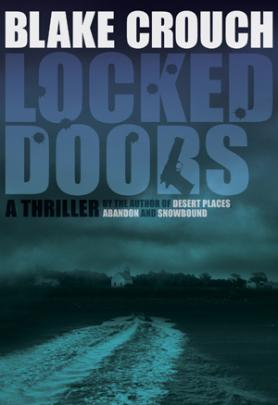 BLAKE CROUCH
LOCKED
DOORS
A THRILLER BY THE AUTHOR OF DESERT PLACES
ABANDON AND SNOWBOUND